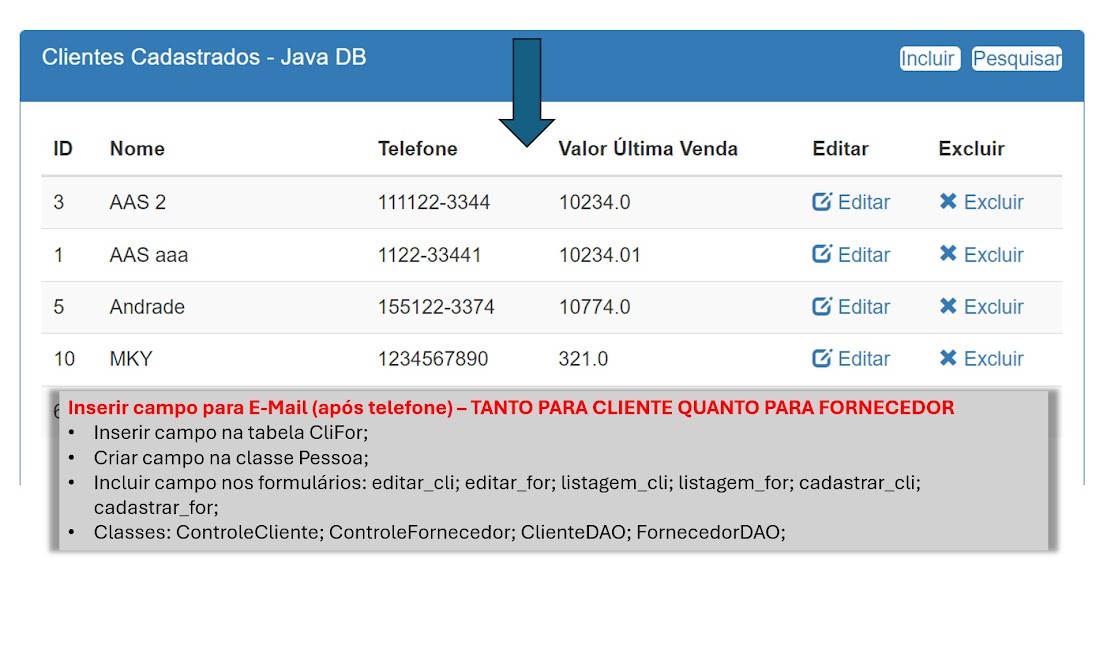 Clientes Cadastrados - Java DB Incluir Pesquisar
ID Nome Telefone Valor Última Venda Editar Excluir
3 AAS 2 111122-3344 10234.0 Editar Excluir
1 AAS aaa 1122-33441 10234.01 Editar Excluir
5 Andrade 155122-3374 10774.0 Editar Excluir
10 MKY 1234567890 321.0 Editar Excluir
Inserir campo para E-Mail (após telefone) – TANTO PARA CLIENTE QUANTO PARA FORNECEDOR
• Inserir campo na tabela CliFor;
• Criar campo na classe Pessoa;
• Incluir campo nos formulários: editar_cli; editar_for; listagem_cli; listagem_for; cadastrar_cli;
cadastrar_for;
• Classes: ControleCliente; ControleFornecedor; ClienteDAO; FornecedorDAO;